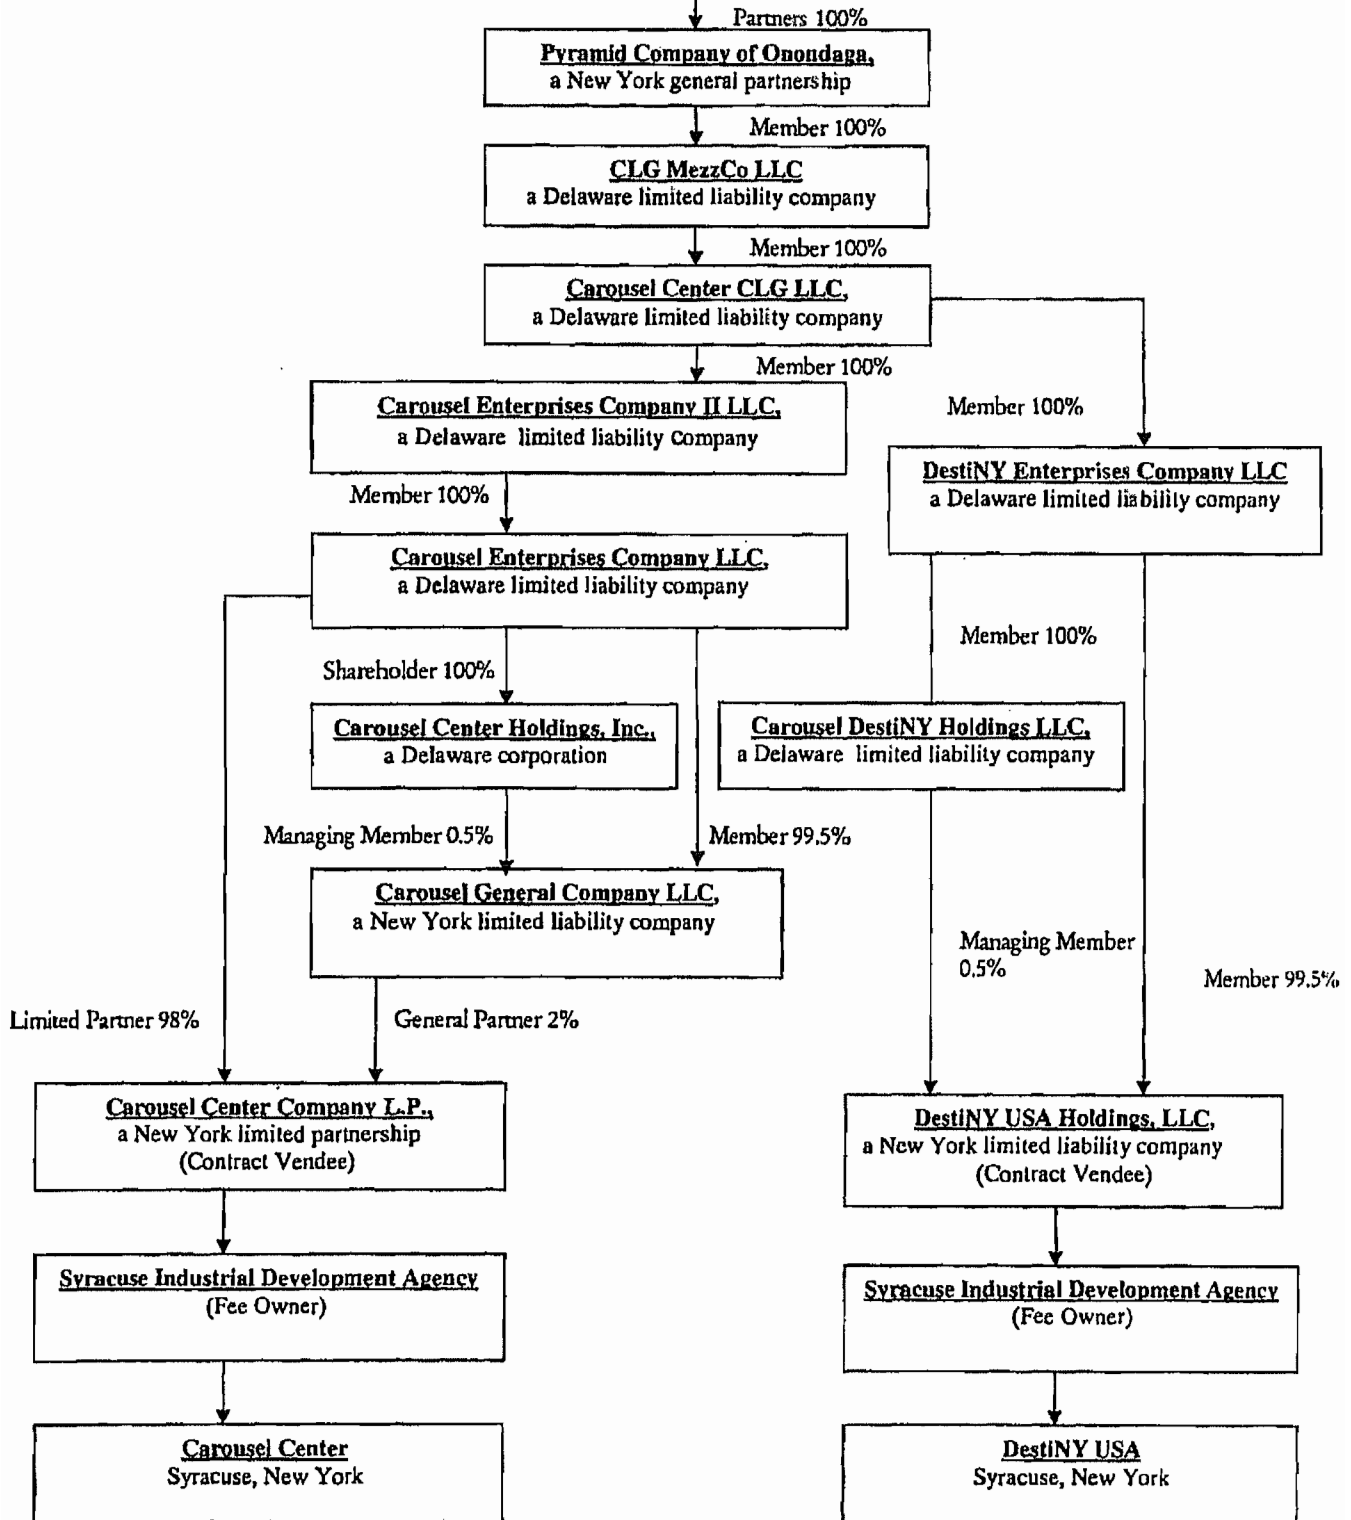 Partners 100%
Pyramid Company of Onondaga,
a New York general partnership
Member 100%
CLG MezzCo LLC
a Delaware limited liability company
Member 100%
Carousel Center CLG LLC,
a Delaware limited liability company
Member 100%
Carousel Enterprises Company II LLC,
a Delaware limited liability Company
Member 100%
DestiNY Enterprises Company LLC
a Delaware limited liability company
Member 100%
Carousel Enterprises Company LLC,
a Delaware limited liability company
Member 100%
Shareholder 100%
Carousel Center Holdings, Inc.,
a Delaware corporation
Carousel DestiNY Holdings LLC,
a Delaware limited liability company
Managing Member 0.5%
Member 99.5%
Carousel General Company LLC,
a New York limited liability company
Managing Member
0.5%
Member 99.5%
Limited Partner 98%
General Partner 2%
Carousel Center Company L.P.,
a New York limited partnership
(Contract Vendee)
DestiNY USA Holdings, LLC,
a New York limited liability company
(Contract Vendee)
Syracuse Industrial Development Agency
(Fee Owner)
Syracuse Industrial Development Agency
(Fee Owner)
Carousel Center
Syracuse, New York
DestiNY USA
Syracuse, New York